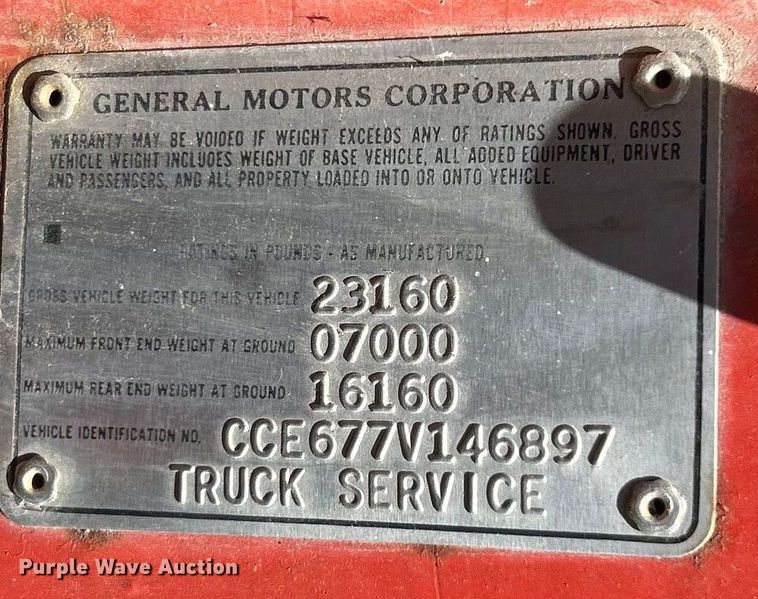 GENERAL MOTORS CORPORATION
WARRANTY MAY BE VOIDED IF WEIGHT EXCEEDS ANY OF RATINGS SHOWN. GROSS
VEHICLE WEIGHT INCLUDES WEIGHT OF BASE VEHICLE, ALL ADDED EQUIPMENT, DRIVER
AND PASSENGERS, AND ALL PROPERTY LOADED INTO OR ONTO VEHICLE.
RATINGS IN POUNDS - AS MANUFACTURED
GROSS VEHICLE WEIGHT FOR THIS VEHICLE 23160
MAXIMUM FRONT END WEIGHT AT GROUND 07000
MAXIMUM REAR END WEIGHT AT GROUND 16160
VEHICLE IDENTIFICATION NO. CCE677V146897
TRUCK SERVICE
Purple Wave Auction